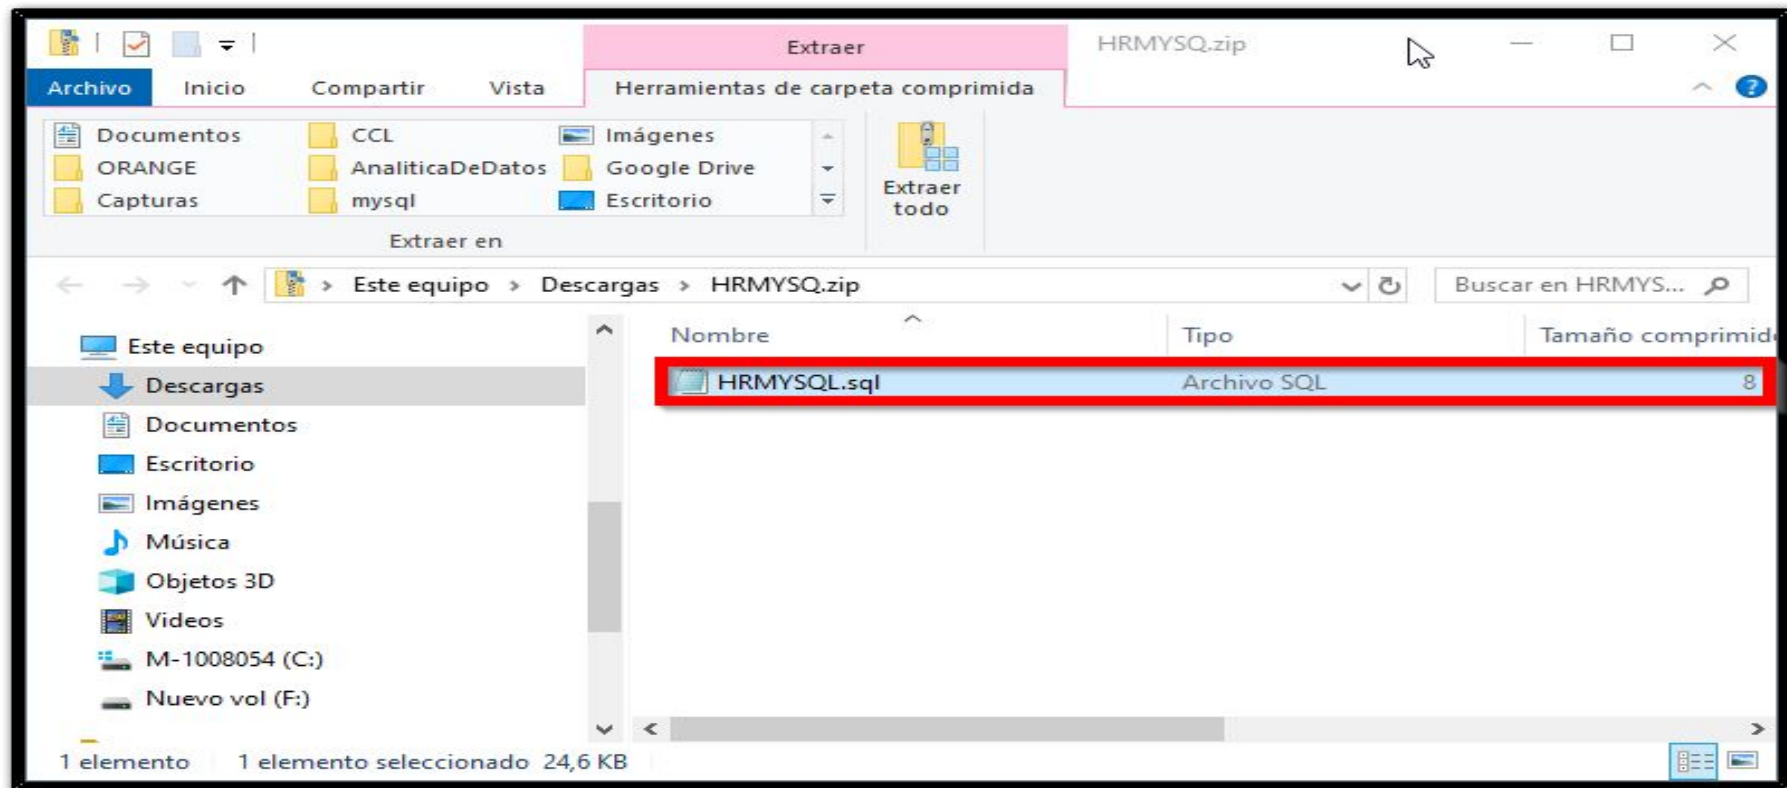 Extraer HRMYSQ.zip
Archivo Inicio Compartir Vista Herramientas de carpeta comprimida
Documentos CCL Imágenes
ORANGE AnaliticaDeDatos Google Drive
Capturas mysql Escritorio
Extraer
todo
Extraer en
Este equipo > Descargas > HRMYSQ.zip Buscar en HRMYS...
Nombre Tipo Tamaño comprimid
Este equipo
HRMYSQL.sql Archivo SQL 8
Descargas
Documentos
Escritorio
Imágenes
Música
Objetos 3D
Videos
M-1008054 (C:)
Nuevo vol (F:)
1 elemento 1 elemento seleccionado 24,6 KB